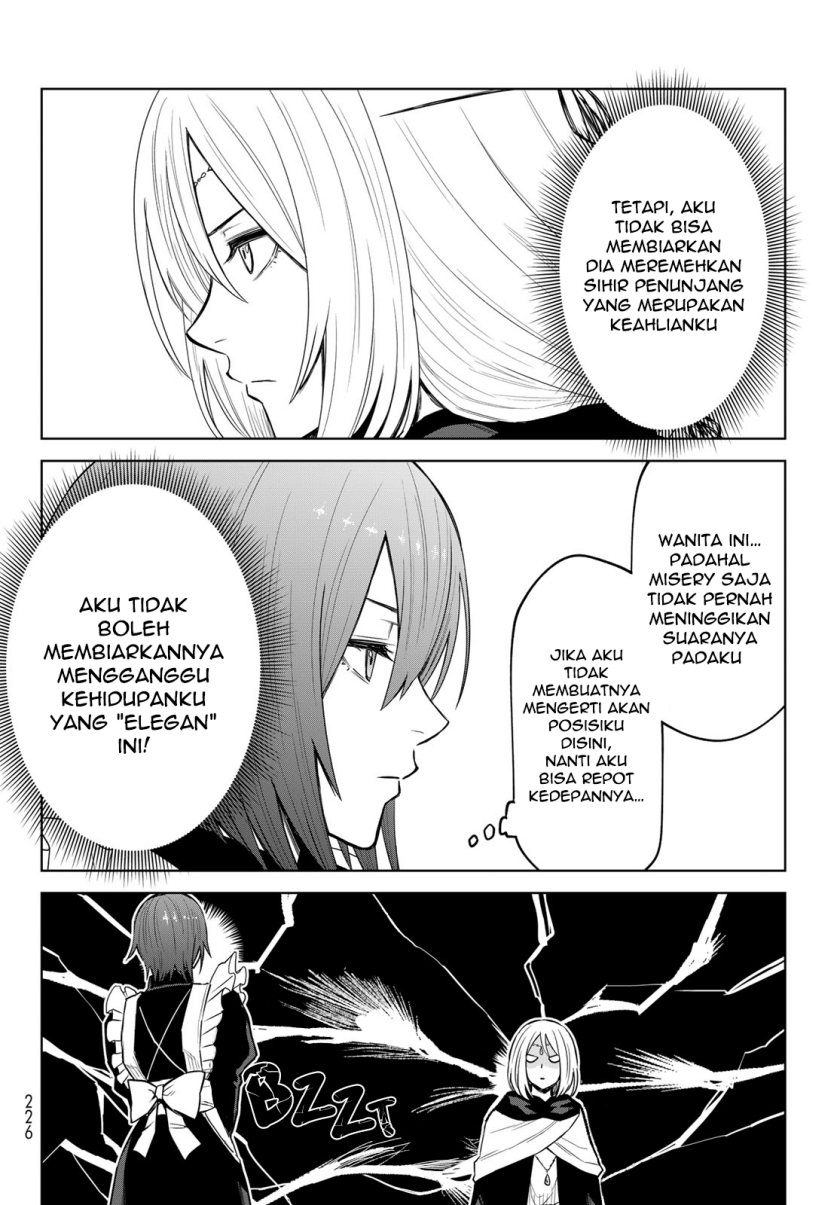 TETAPI, AKU
TIDAK BISA
MEMBIARKAN
DIA MEREMEHKAN
SIHIR PENUNJANG
YANG MERUPAKAN
KEAHLIANKU
WANITA INI...
PADAHAL
MISERY SAJA
TIDAK PERNAH
MENINGGIKAN
SUARANYA
PADAKU
JIKA AKU
TIDAK
MEMBUATNYA
MENGERTI AKAN
POSISIKU
DISINI,
NANTI AKU
BISA REPOT
KEDEPANNYA...
AKU TIDAK
BOLEH
MEMBIARKANNYA
MENGGANGGU
KEHIDUPANKU
YANG "ELEGAN"
INI!
BZZT
226